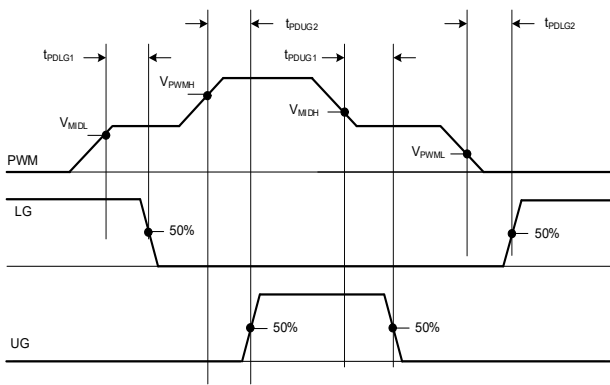 tPDLG1
tPDUG2
tPDUG1
tPDLG2
VPWMH
VMIDL
VMIDH
VPWML
PWM
LG
50%
50%
50%
50%
UG